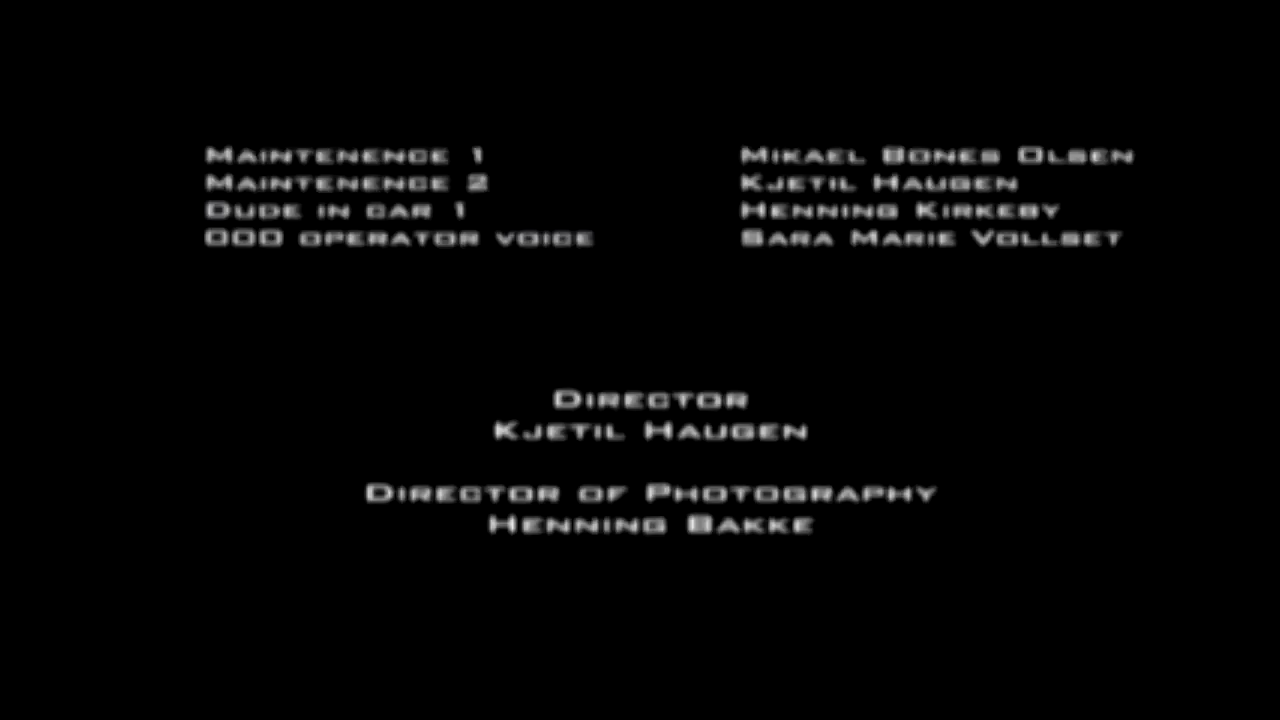 Maintenence 1 Mikael Bones Olsen
Maintenence 2 Kjetil Haugen
Dude in car 1 Henning Kirkeby
000 operator voice Sara Marie Vollset
Director
Kjetil Haugen
Director of Photography
Henning Bakke